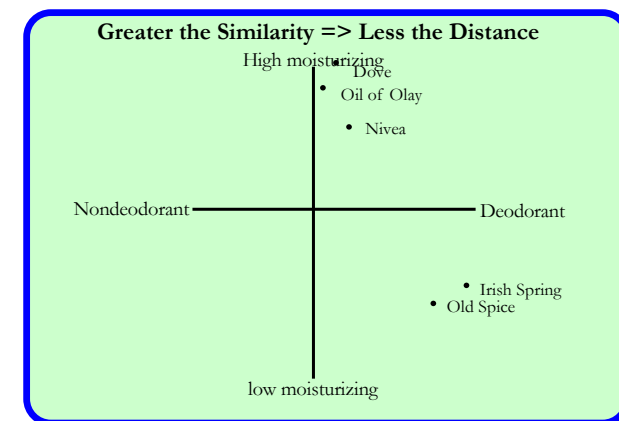 Greater the Similarity => Less the Distance
High moisturizing
Dove
Oil of Olay
Nivea
Nondeodorant
Deodorant
Irish Spring
Old Spice
low moisturizing